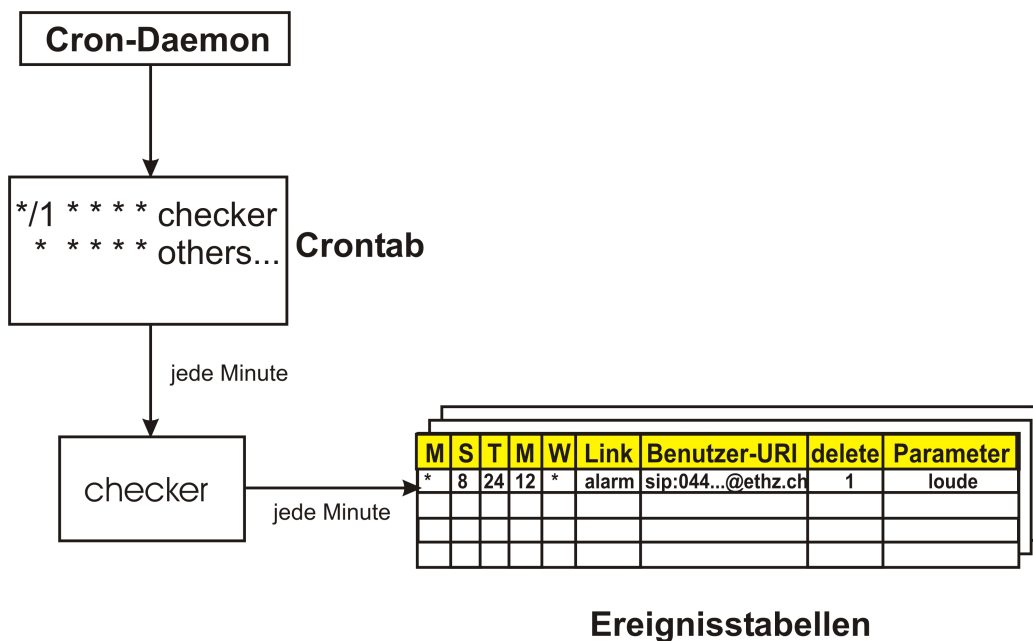 Cron-Daemon
*/1 * * * * checker
* * * * * others...
Crontab
jede Minute
checker
jede Minute
M S T M W Link Benutzer-URI delete Parameter
* 8 24 12 * alarm sip:044...@ethz.ch 1 loude
Ereignisstabellen